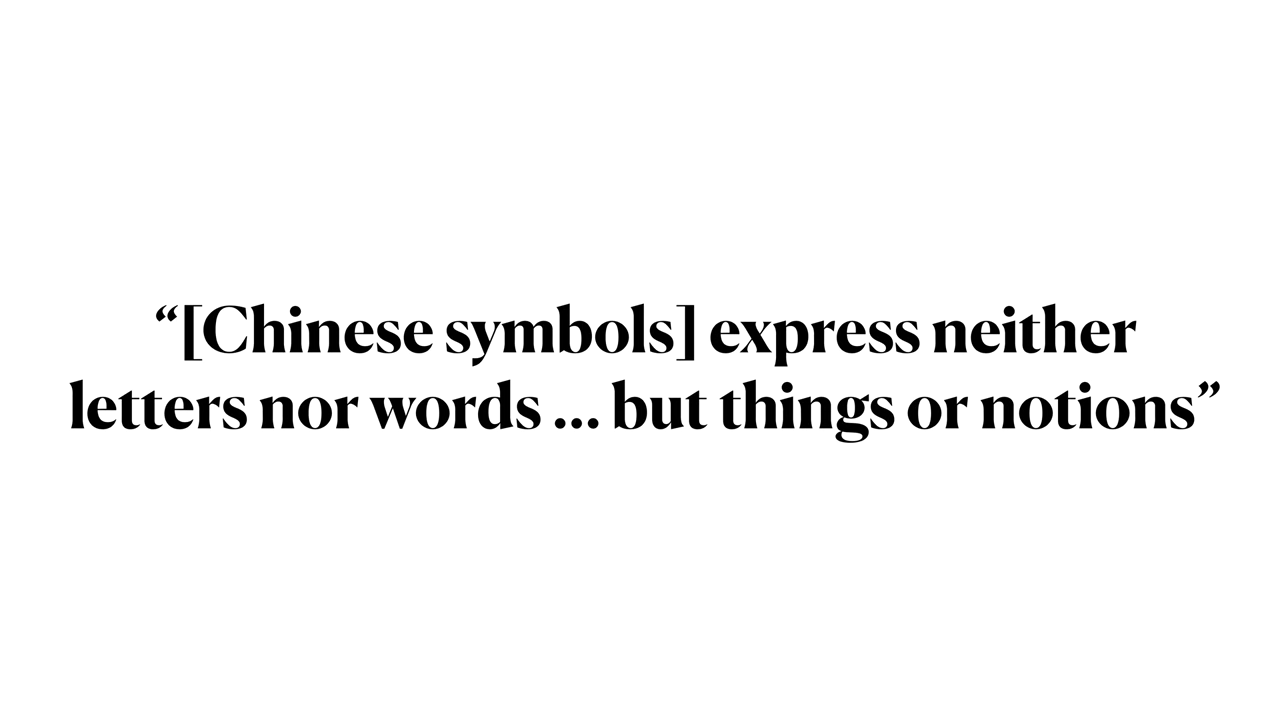 “[Chinese symbols] express neither
letters nor words ... but things or notions”